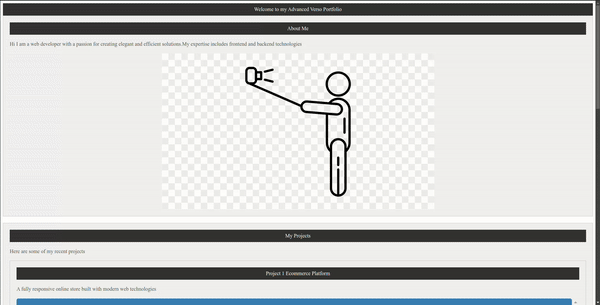 Welcome to my Advanced Verso Portfolio
About Me
Hi I am a web developer with a passion for creating elegant and efficient solutions.My expertise includes frontend and backend technologies
My Projects
Here are some of my recent projects
Project 1 Ecommerce Platform
A fully responsive online store built with modern web technologies